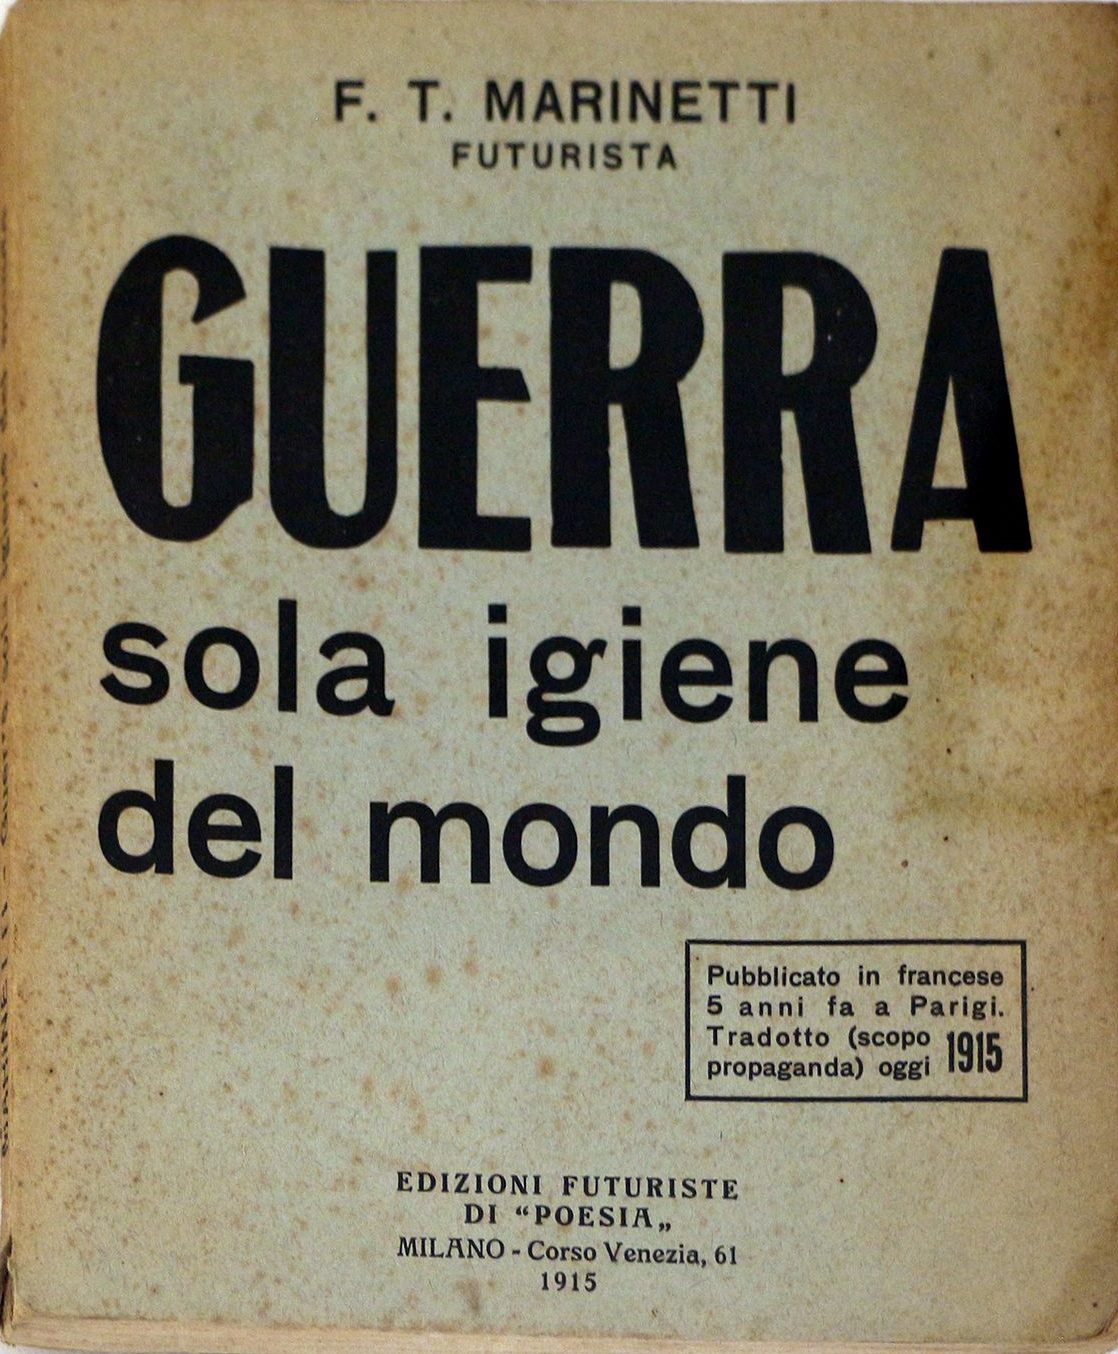 F. T. MARINETTI
FUTURISTA
GUERRA
sola igiene
del mondo
Pubblicato in francese
5 anni fa a Parigi.
Tradotto (scopo
propaganda) oggi 1915
EDIZIONI FUTURISTE
DI “POESIA„
MILANO - Corso Venezia, 61
1915